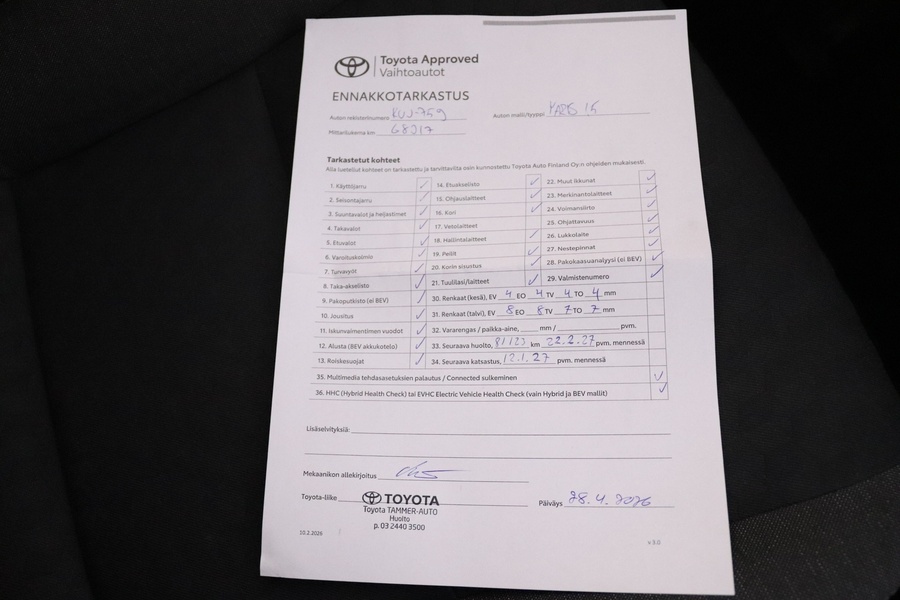 Toyota Approved
Vaihtoautot
ENNAKKOTARKASTUS
Auton rekisterinumero KUU-759
Auton malli/tyyppi YARIS 1.5
Mittarilukema km 68017
Tarkastetut kohteet
Alla luetellut kohteet on tarkastettu ja tarvittavilta osin kunnostettu Toyota Auto Finland Oy:n ohjeiden mukaisesti.
1. Käyttöjarru
2. Seisontajarru
3. Suuntavalot ja heijastimet
4. Takavalot
5. Etuvalot
6. Varoituskolmio
7. Turvavyöt
8. Taka-akselisto
9. Pakoputkisto (ei BEV)
10. Jousitus
11. Iskunvaimentimien vuodot
12. Alusta (BEV akkukotelo)
13. Roiskesuojat
14. Etuakselisto
15. Ohjauslaitteet
16. Kori
17. Vetolaitteet
18. Hallintalaitteet
19. Peilit
20. Korin sisustus
21. Tuulilasi/laitteet
22. Muut ikkunat
23. Merkinantolaitteet
24. Voimansiirto
25. Ohjattavuus
26. Lukkolaite
27. Nestepinnat
28. Pakokaasuanalyysi (ei BEV)
29. Valmistenumero
30. Renkaat (kesä), EV 4 EO 4 TV 4 TO 4 mm
31. Renkaat (talvi), EV 8 EO 8 TV 7 TO 7 mm
32. Vararengas / paikka-aine, mm / pvm.
33. Seuraava huolto, 81123 km 22.2.27 pvm. mennessä
34. Seuraava katsastus, 12.1.27 pvm. mennessä
35. Multimedia tehdasasetuksien palautus / Connected sulkeminen
36. HHC (Hybrid Health Check) tai EVHC Electric Vehicle Health Check (vain Hybrid ja BEV mallit)
Lisäselvityksiä:
Mekaanikon allekirjoitus
Toyota-liike
TOYOTA
Toyota TAMMER-AUTO
Huolto
p. 03 2440 3500
Päiväys 28.4.2026
10.2.2026
v 3.0